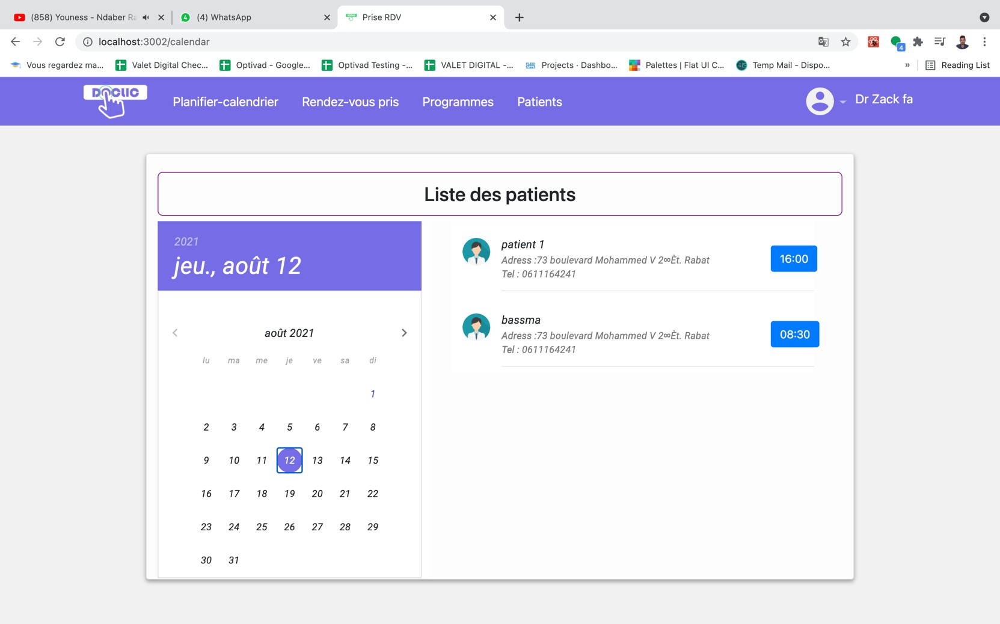 (858) Youness - Ndaber Ra
(4) WhatsApp
Prise RDV
localhost:3002/calendar
4
Vous regardez ma...
Valet Digital Chec...
Optivad - Google...
Optivad Testing -...
VALET DIGITAL -...
Projects · Dashbo...
Palettes | Flat UI C...
Temp Mail - Dispo...
»
Reading List
DOCLIC
Planifier-calendrier
Rendez-vous pris
Programmes
Patients
Dr Zack fa
Liste des patients
2021
jeu., août 12
août 2021
lu ma me je ve sa di
1
2 3 4 5 6 7 8
9 10 11 12 13 14 15
16 17 18 19 20 21 22
23 24 25 26 27 28 29
30 31
patient 1
Adress :73 boulevard Mohammed V 2∞Èt. Rabat
Tel : 0611164241
16:00
bassma
Adress :73 boulevard Mohammed V 2∞Èt. Rabat
Tel : 0611164241
08:30